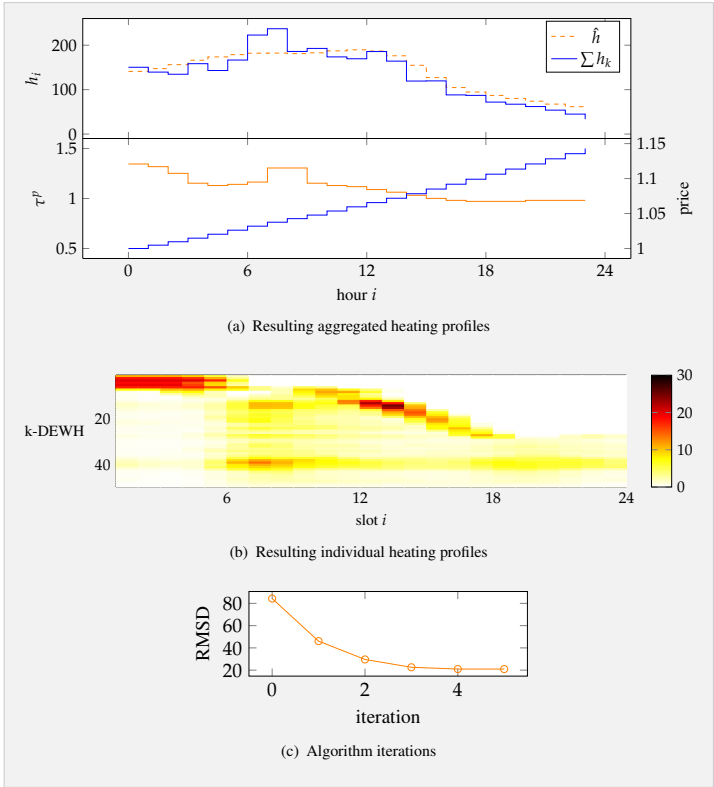 ĥ
∑ h_k
200
100
0
h_i
1.5
1
0.5
τ^p
1.15
1.1
1.05
1
price
0 6 12 18 24
hour i
(a) Resulting aggregated heating profiles
20
40
k-DEWH
30
20
10
0
6 12 18 24
slot i
(b) Resulting individual heating profiles
80
60
40
20
RMSD
0 2 4
iteration
(c) Algorithm iterations